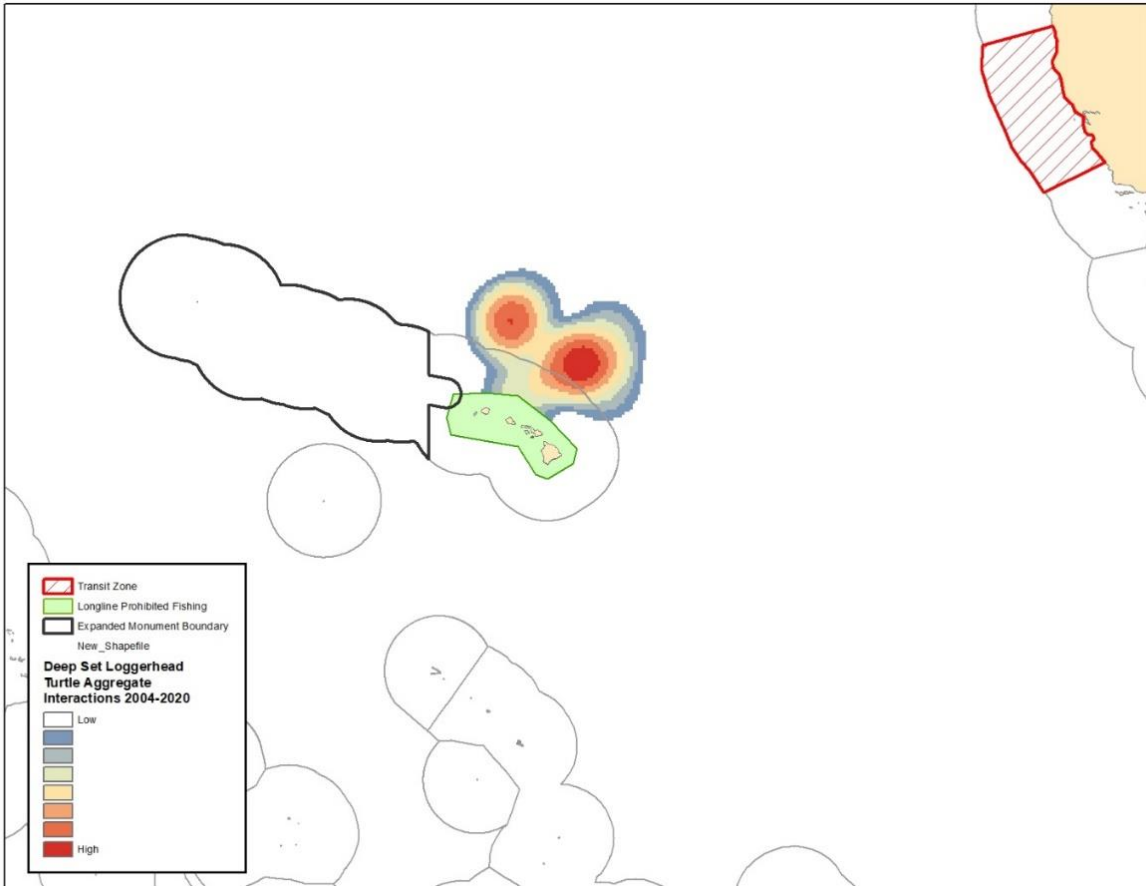 Transit Zone
Longline Prohibited Fishing
Expanded Monument Boundary
New_Shapefile
Deep Set Loggerhead
Turtle Aggregate
Interactions 2004-2020
Low
High